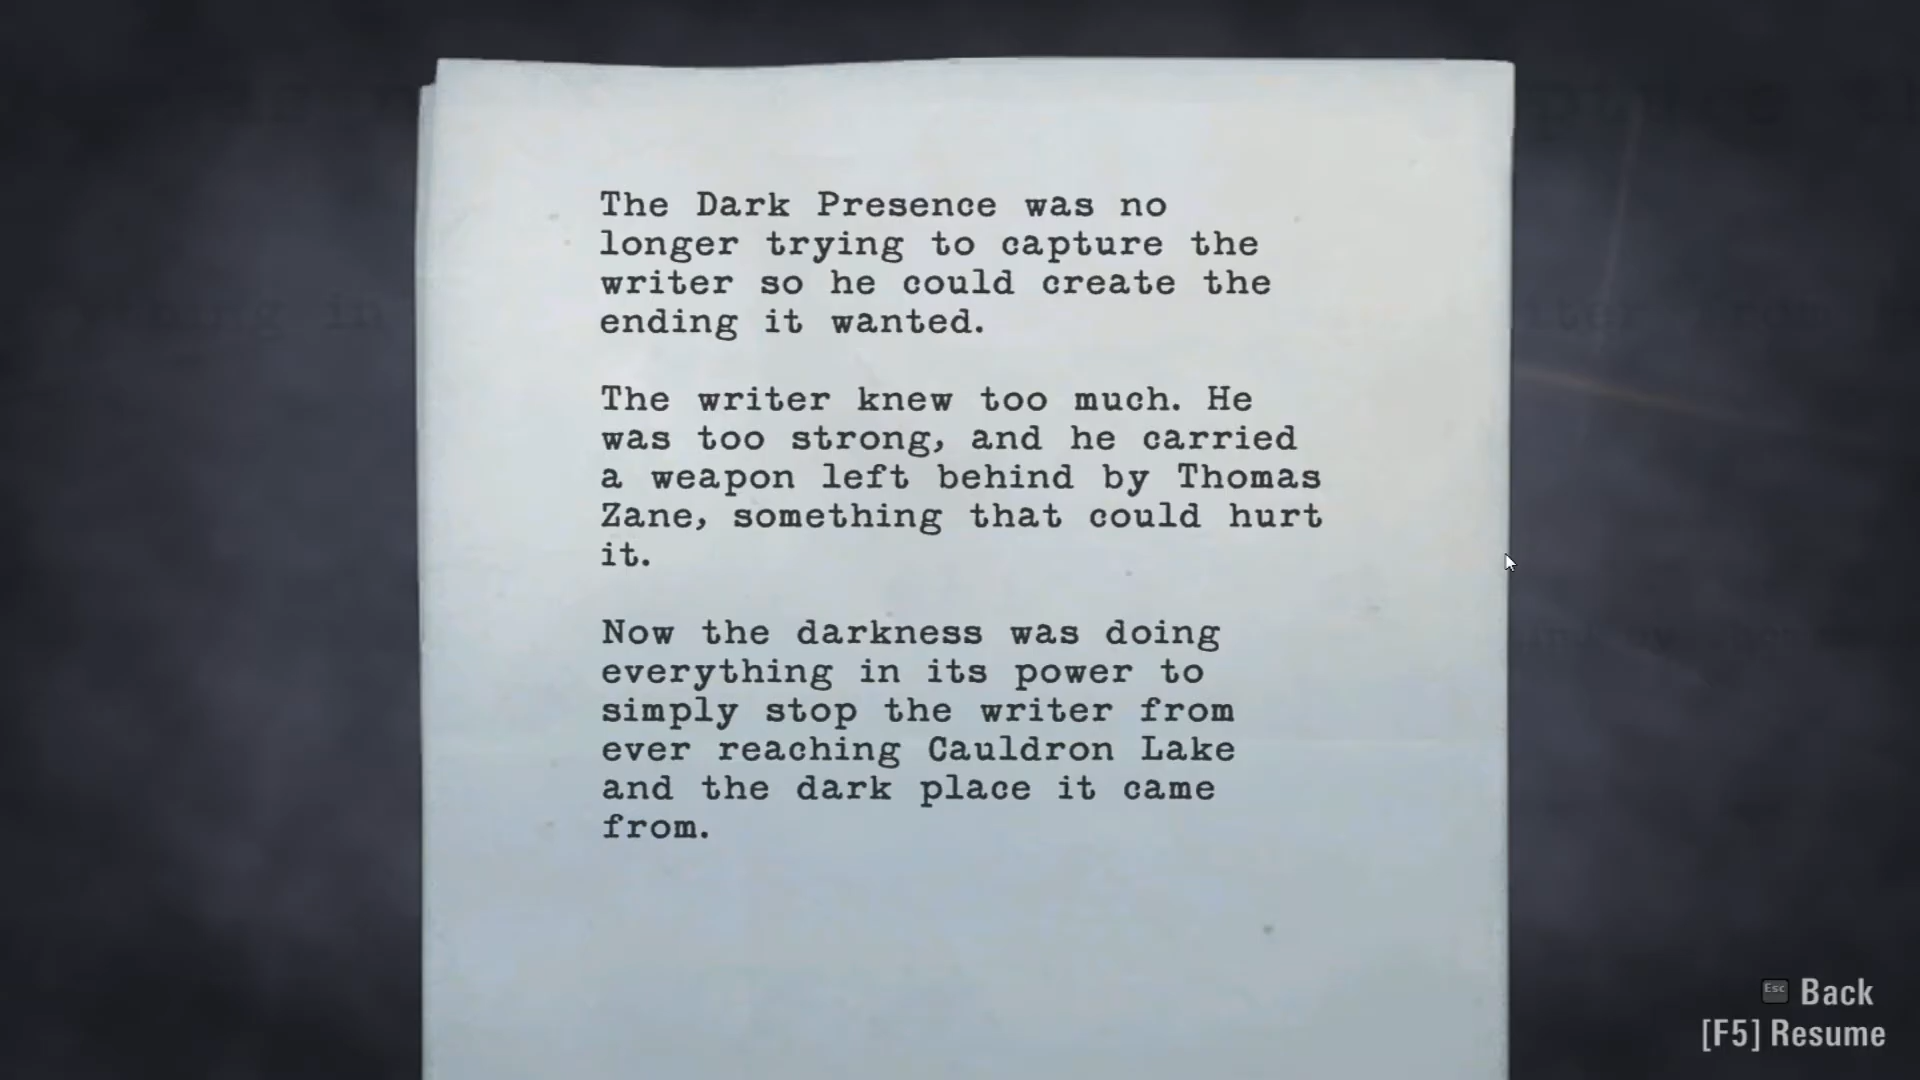 The Dark Presence was no
longer trying to capture the
writer so he could create the
ending it wanted.
The writer knew too much. He
was too strong, and he carried
a weapon left behind by Thomas
Zane, something that could hurt
it.
Now the darkness was doing
everything in its power to
simply stop the writer from
ever reaching Cauldron Lake
and the dark place it came
from.
Esc Back
[F5] Resume